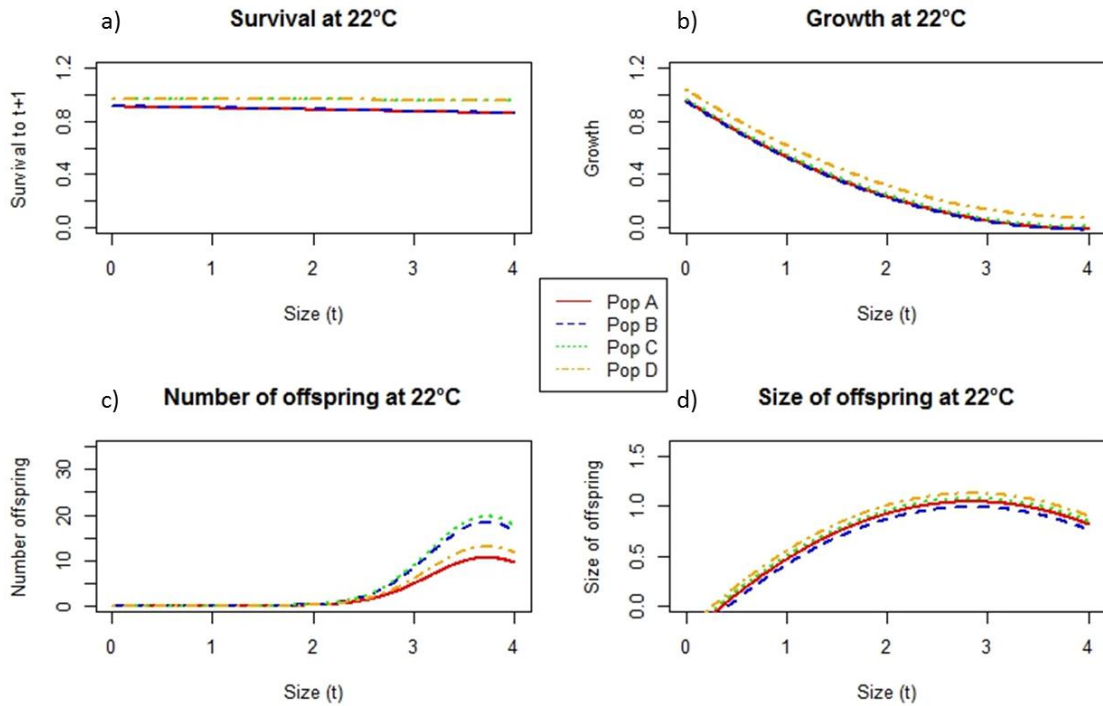 a) Survival at 22°C
1.2
0.8
0.4
0.0
Survival to t+1
0 1 2 3 4
Size (t)
b) Growth at 22°C
1.2
0.8
0.4
0.0
Growth
0 1 2 3 4
Size (t)
Pop A
Pop B
Pop C
Pop D
c) Number of offspring at 22°C
30
20
10
0
Number offspring
0 1 2 3 4
Size (t)
d) Size of offspring at 22°C
1.5
1.0
0.5
0.0
Size of offspring
0 1 2 3 4
Size (t)